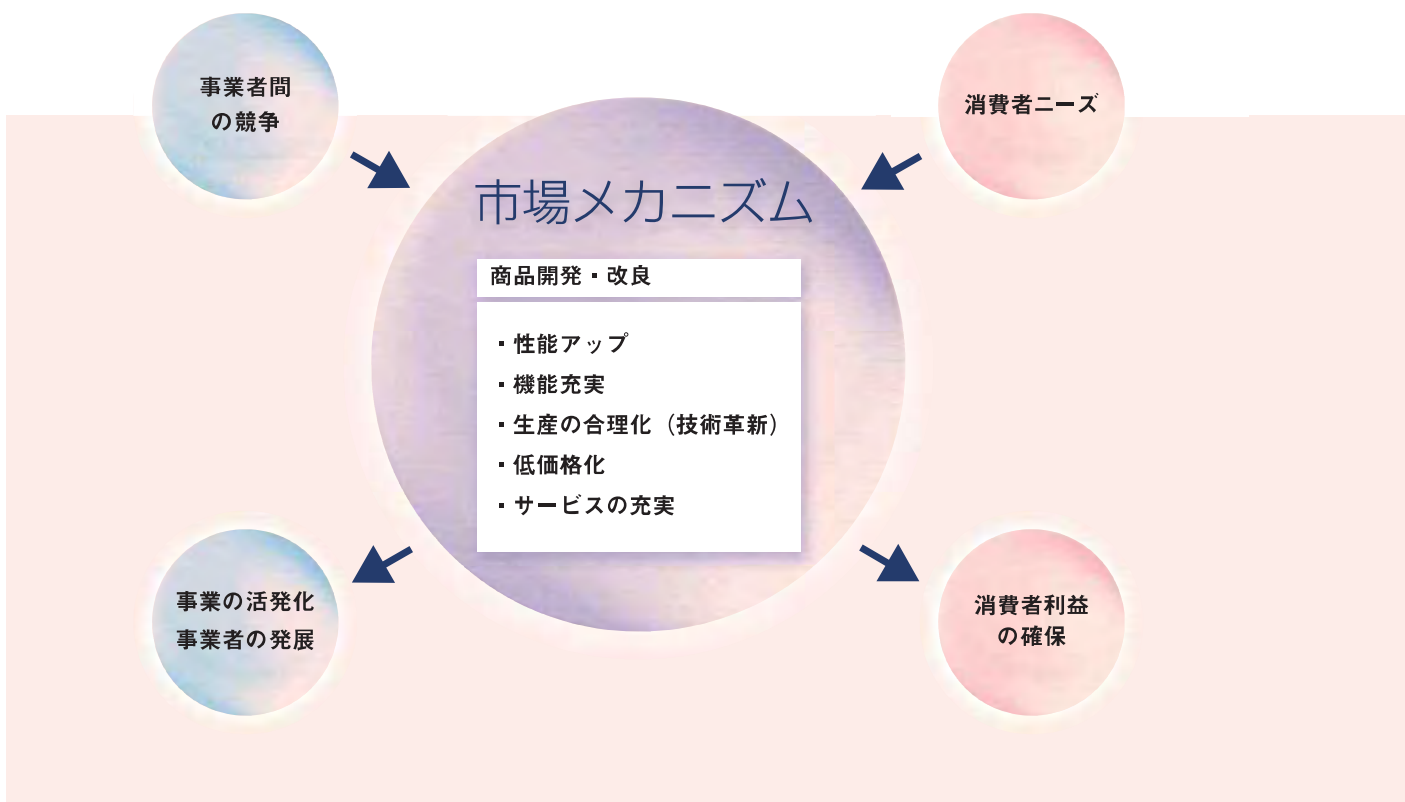 事業者間
の競争
消費者ニーズ
市場メカニズム
商品開発・改良
・性能アップ
・機能充実
・生産の合理化（技術革新）
・低価格化
・サービスの充実
事業の活発化
事業者の発展
消費者利益
の確保